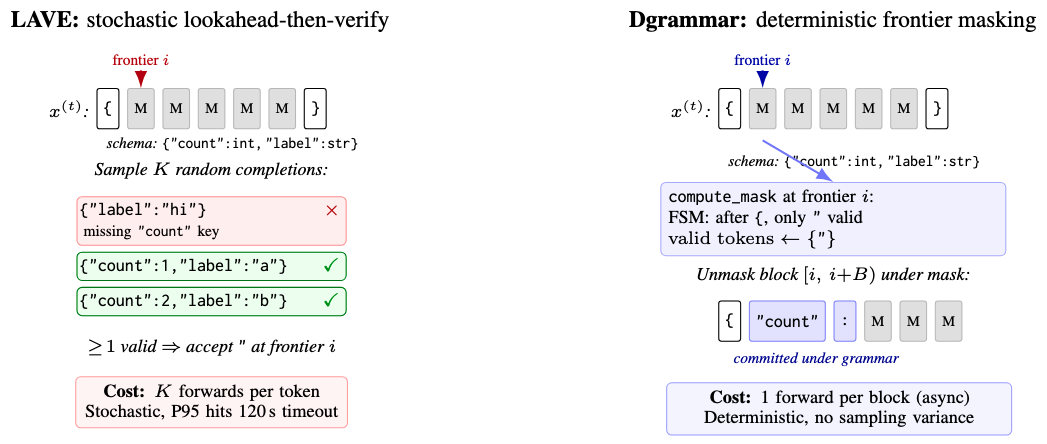 LAVE: stochastic lookahead-then-verify
frontier i
x⁽ᵗ⁾: { M M M M M }
schema: {"count":int, "label":str}
Sample K random completions:
{"label":"hi"} ×
missing "count" key
{"count":1,"label":"a"} ✓
{"count":2,"label":"b"} ✓
≥ 1 valid ⇒ accept " at frontier i
Cost: K forwards per token
Stochastic, P95 hits 120 s timeout
Dgrammar: deterministic frontier masking
frontier i
x⁽ᵗ⁾: { M M M M M }
schema: {"count":int, "label":str}
compute_mask at frontier i:
FSM: after {, only " valid
valid tokens ← {"}
Unmask block [i, i+B) under mask:
{ "count" : M M M
committed under grammar
Cost: 1 forward per block (async)
Deterministic, no sampling variance